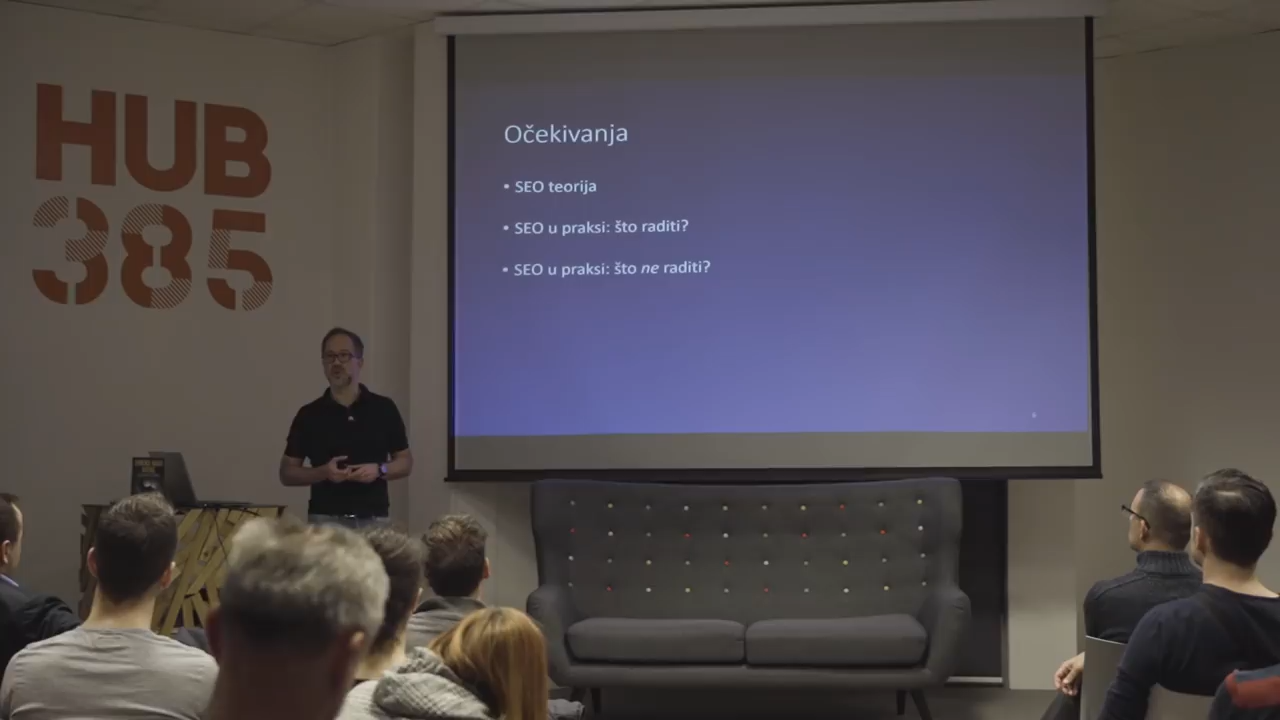 HUB
385
Očekivanja
• SEO teorija
• SEO u praksi: što raditi?
• SEO u praksi: što ne raditi?